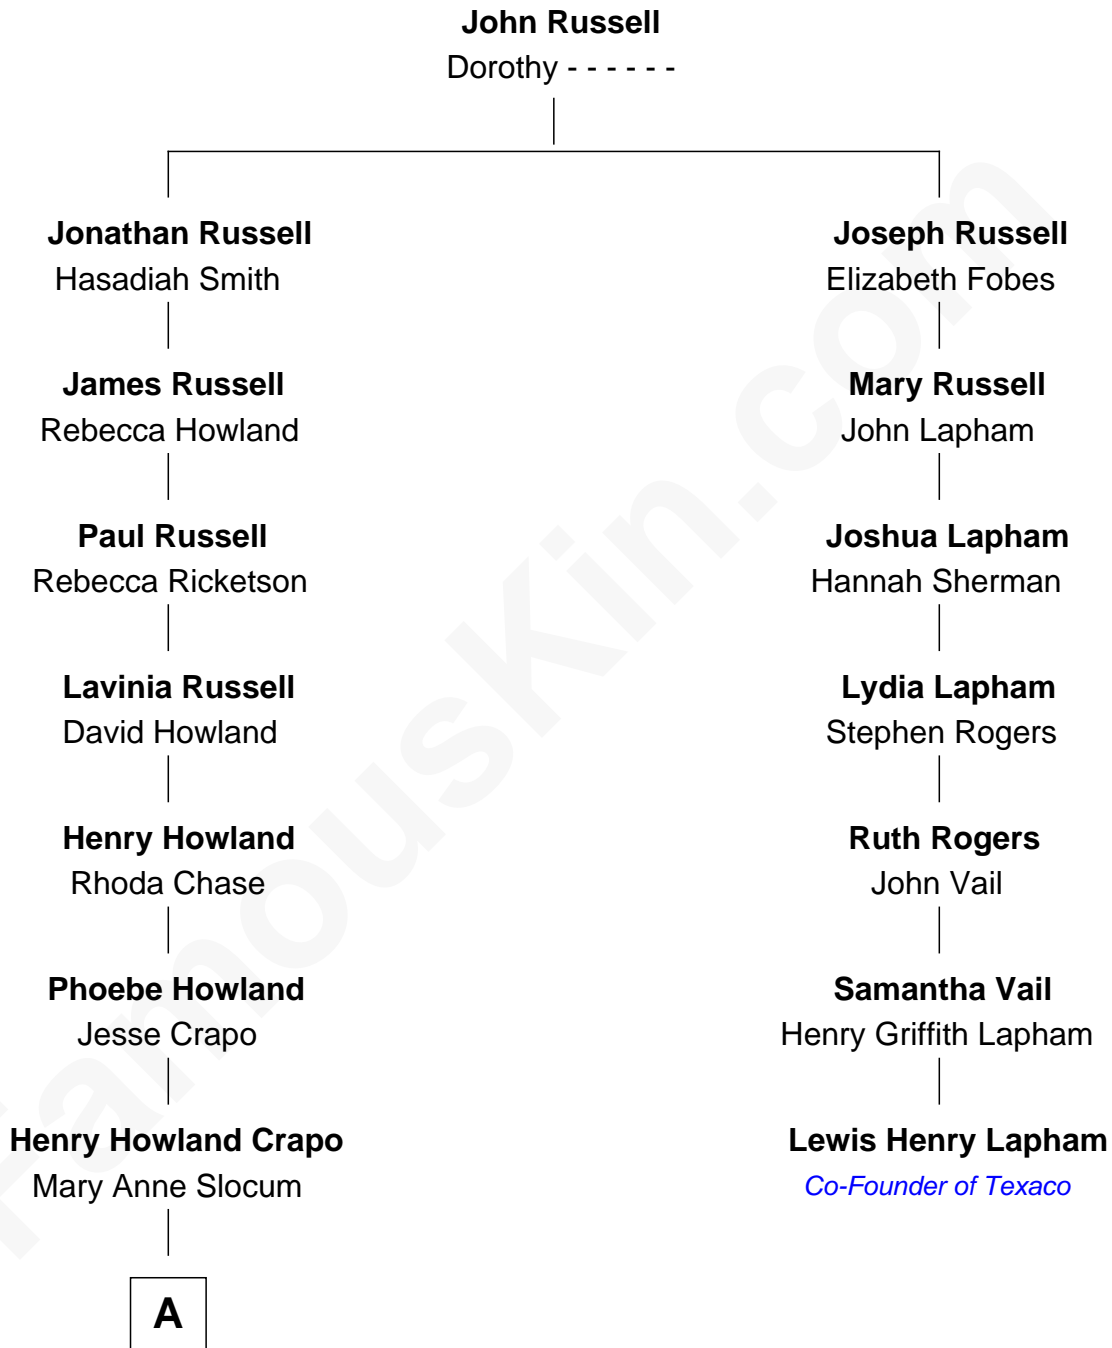 John Russell
Dorothy - - - - - -
Jonathan Russell
Hasadiah Smith
Joseph Russell
Elizabeth Fobes
James Russell
Rebecca Howland
Mary Russell
John Lapham
Paul Russell
Rebecca Ricketson
Joshua Lapham
Hannah Sherman
Lavinia Russell
David Howland
Lydia Lapham
Stephen Rogers
Henry Howland
Rhoda Chase
Ruth Rogers
John Vail
Phoebe Howland
Jesse Crapo
Samantha Vail
Henry Griffith Lapham
Henry Howland Crapo
Mary Anne Slocum
Lewis Henry Lapham
Co-Founder of Texaco
A
FamousKin.com